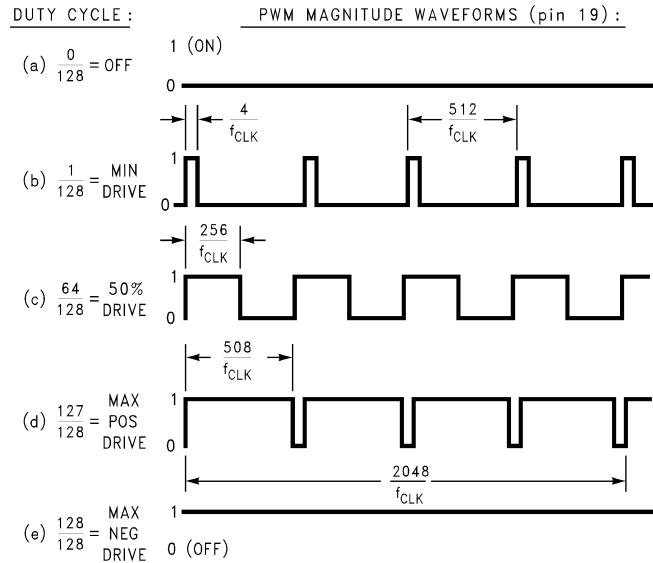 DUTY CYCLE :
PWM MAGNITUDE WAVEFORMS (pin 19) :
(a) 0/128 = OFF
1 (ON)
0
4/fCLK
512/fCLK
(b) 1/128 = MIN DRIVE
1
0
256/fCLK
(c) 64/128 = 50% DRIVE
1
0
508/fCLK
(d) 127/128 = MAX POS DRIVE
1
0
2048/fCLK
(e) 128/128 = MAX NEG DRIVE
1
0 (OFF)